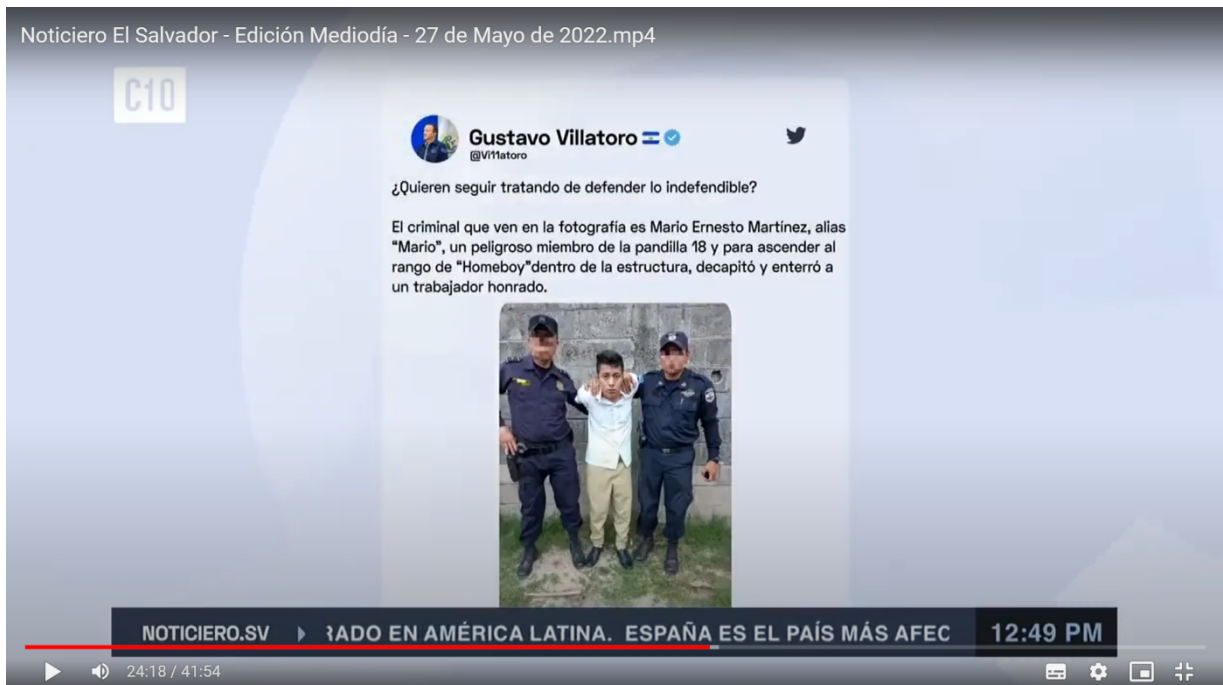 Noticiero El Salvador - Edición Mediodía - 27 de Mayo de 2022.mp4
C10
Gustavo Villatoro
@Vi11atoro
¿Quieren seguir tratando de defender lo indefendible?
El criminal que ven en la fotografía es Mario Ernesto Martínez, alias
"Mario", un peligroso miembro de la pandilla 18 y para ascender al
rango de "Homeboy"dentro de la estructura, decapitó y enterró a
un trabajador honrado.
NOTICIERO.SV RADO EN AMÉRICA LATINA. ESPAÑA ES EL PAÍS MÁS AFEC 12:49 PM
24:18 / 41:54